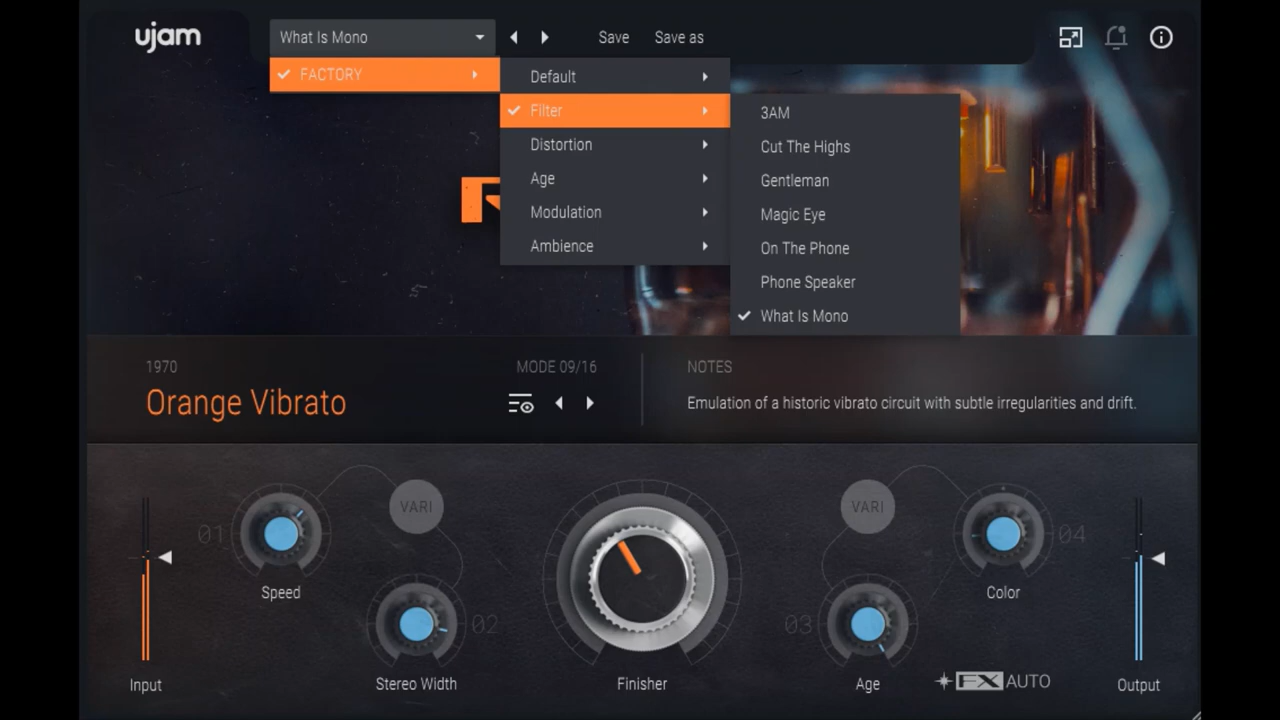 ujam
What Is Mono
Save
Save as
FACTORY
Default
Filter
Distortion
Age
Modulation
Ambience
3AM
Cut The Highs
Gentleman
Magic Eye
On The Phone
Phone Speaker
What Is Mono
1970
Orange Vibrato
MODE 09/16
NOTES
Emulation of a historic vibrato circuit with subtle irregularities and drift.
01
VARI
Speed
02
Stereo Width
Input
Finisher
VARI
04
Color
03
Age
FX AUTO
Output